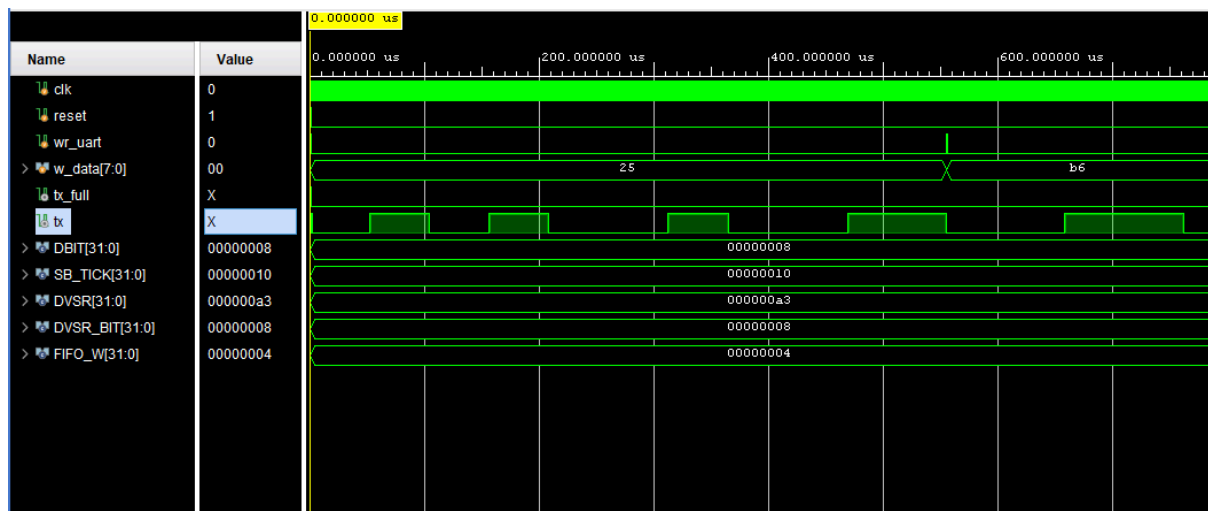 0.000000 us
Name Value 0.000000 us 200.000000 us 400.000000 us 600.000000 us
clk 0
reset 1
wr_uart 0
w_data[7:0] 00 25 b6
tx_full X
tx X
DBIT[31:0] 00000008 00000008
SB_TICK[31:0] 00000010 00000010
DVSR[31:0] 000000a3 000000a3
DVSR_BIT[31:0] 00000008 00000008
FIFO_W[31:0] 00000004 00000004